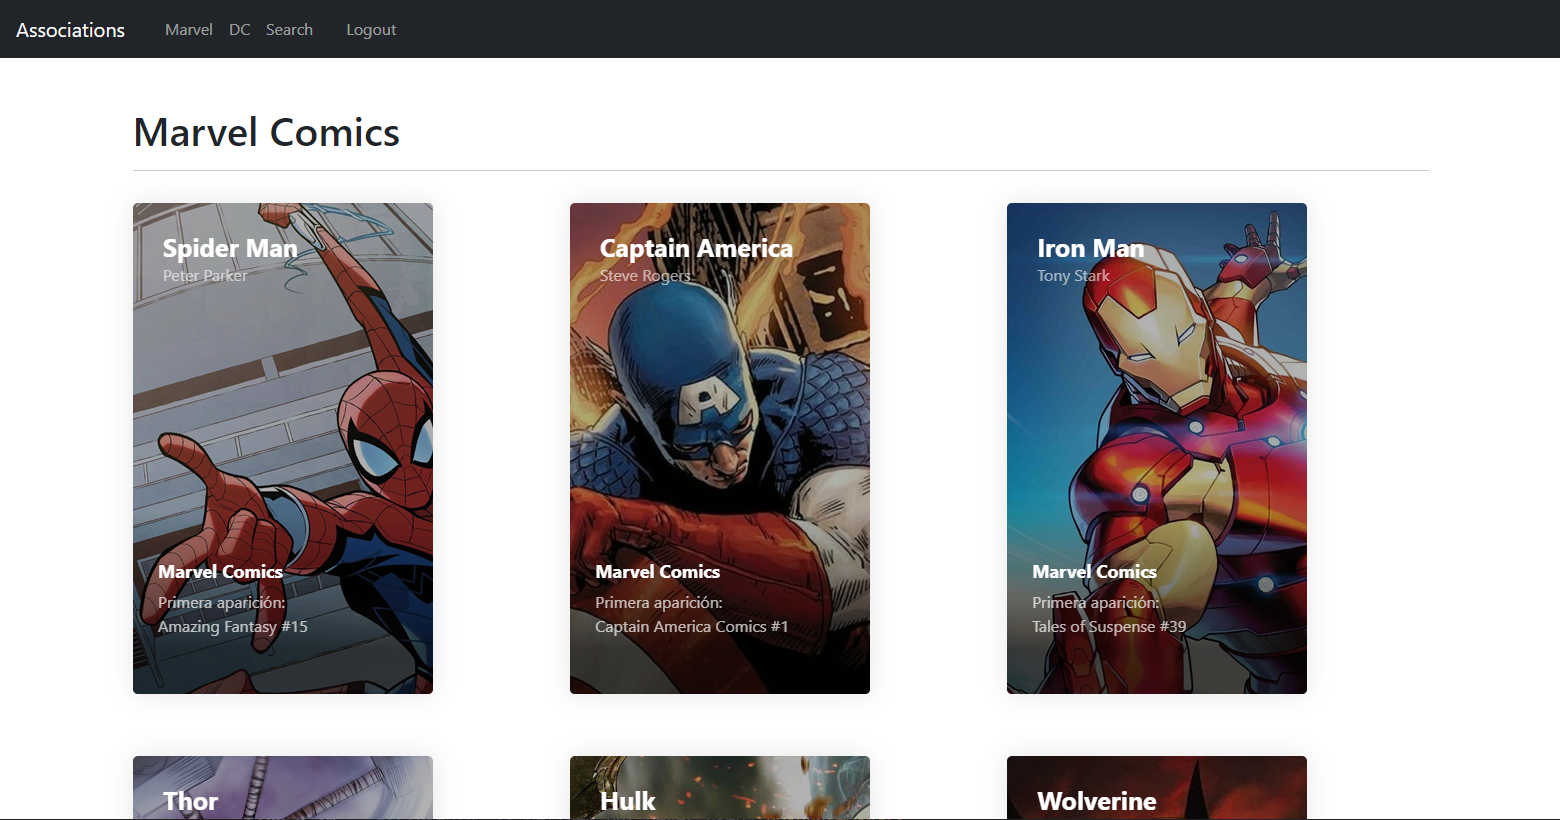 Associations Marvel DC Search Logout
Marvel Comics
Spider Man
Peter Parker
Marvel Comics
Primera aparición:
Amazing Fantasy #15
Captain America
Steve Rogers
A
Marvel Comics
Primera aparición:
Captain America Comics #1
Iron Man
Tony Stark
Marvel Comics
Primera aparición:
Tales of Suspense #39
Thor
Hulk
Wolverine